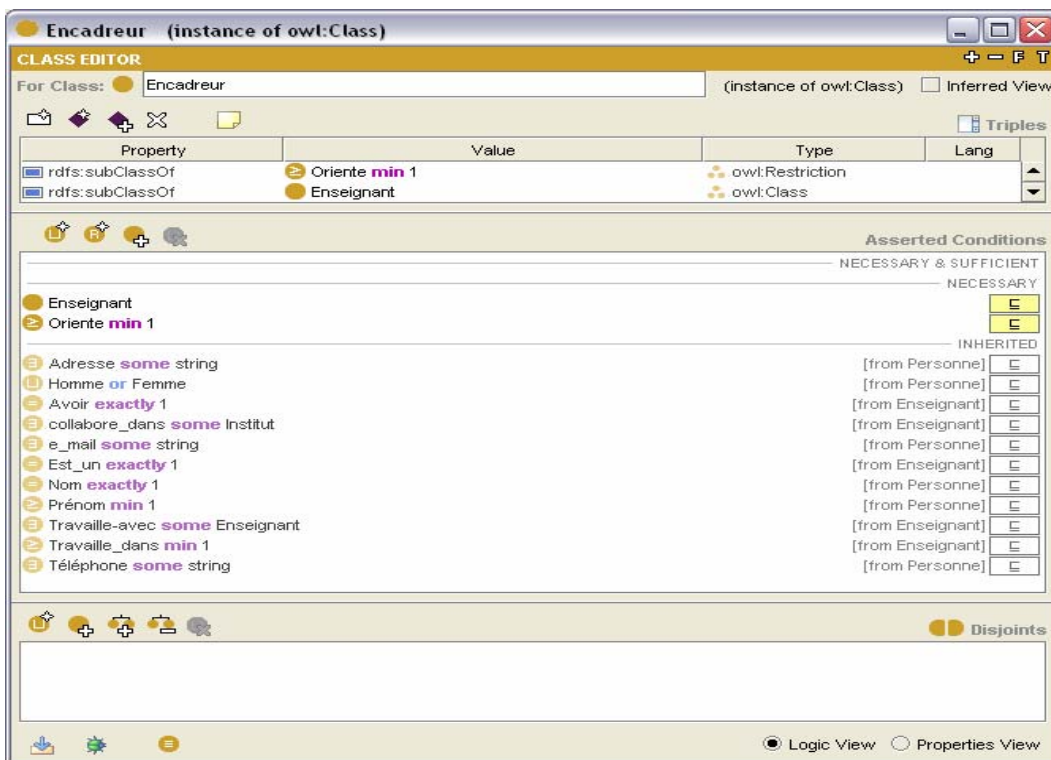 Encadreur (instance of owl:Class)
CLASS EDITOR F T
For Class: Encadreur (instance of owl:Class) Inferred View
Triples
Property Value Type Lang
rdfs:subClassOf Oriente min 1 owl:Restriction
rdfs:subClassOf Enseignant owl:Class
Asserted Conditions
NECESSARY & SUFFICIENT
NECESSARY
Enseignant ⊑
Oriente min 1 ⊑
INHERITED
Adresse some string [from Personne] ⊑
Homme or Femme [from Personne] ⊑
Avoir exactly 1 [from Enseignant] ⊑
collabore_dans some Institut [from Enseignant] ⊑
e_mail some string [from Personne] ⊑
Est_un exactly 1 [from Enseignant] ⊑
Nom exactly 1 [from Personne] ⊑
Prénom min 1 [from Personne] ⊑
Travaille-avec some Enseignant [from Enseignant] ⊑
Travaille_dans min 1 [from Enseignant] ⊑
Téléphone some string [from Personne] ⊑
Disjoints
Logic View Properties View